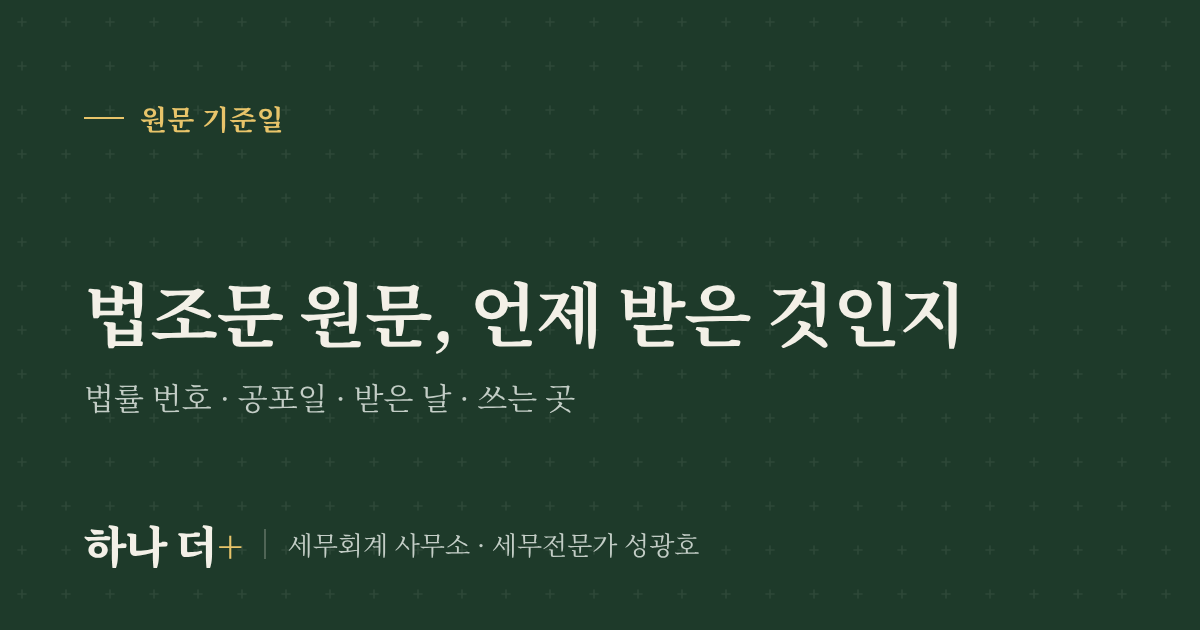 원문 기준일
법조문 원문, 언제 받은 것인지
법률 번호 · 공포일 · 받은 날 · 쓰는 곳
하나 더+ 세무회계 사무소 · 세무전문가 성광호